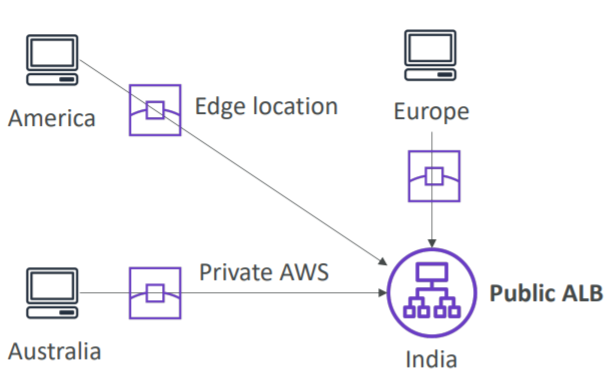 America
Edge location
Europe
Private AWS
Public ALB
Australia
India